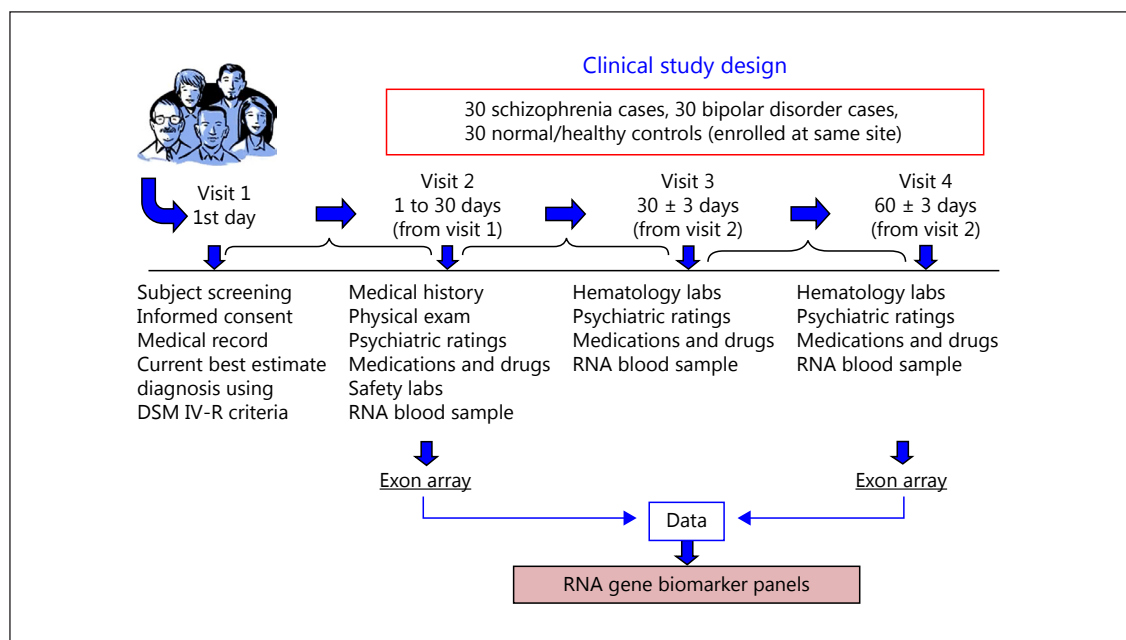 Clinical study design
30 schizophrenia cases, 30 bipolar disorder cases,
30 normal/healthy controls (enrolled at same site)
Visit 1
1st day
Visit 2
1 to 30 days
(from visit 1)
Visit 3
30 ± 3 days
(from visit 2)
Visit 4
60 ± 3 days
(from visit 2)
Subject screening
Informed consent
Medical record
Current best estimate
diagnosis using
DSM IV-R criteria
Medical history
Physical exam
Psychiatric ratings
Medications and drugs
Safety labs
RNA blood sample
Hematology labs
Psychiatric ratings
Medications and drugs
RNA blood sample
Hematology labs
Psychiatric ratings
Medications and drugs
RNA blood sample
Exon array
Exon array
Data
RNA gene biomarker panels